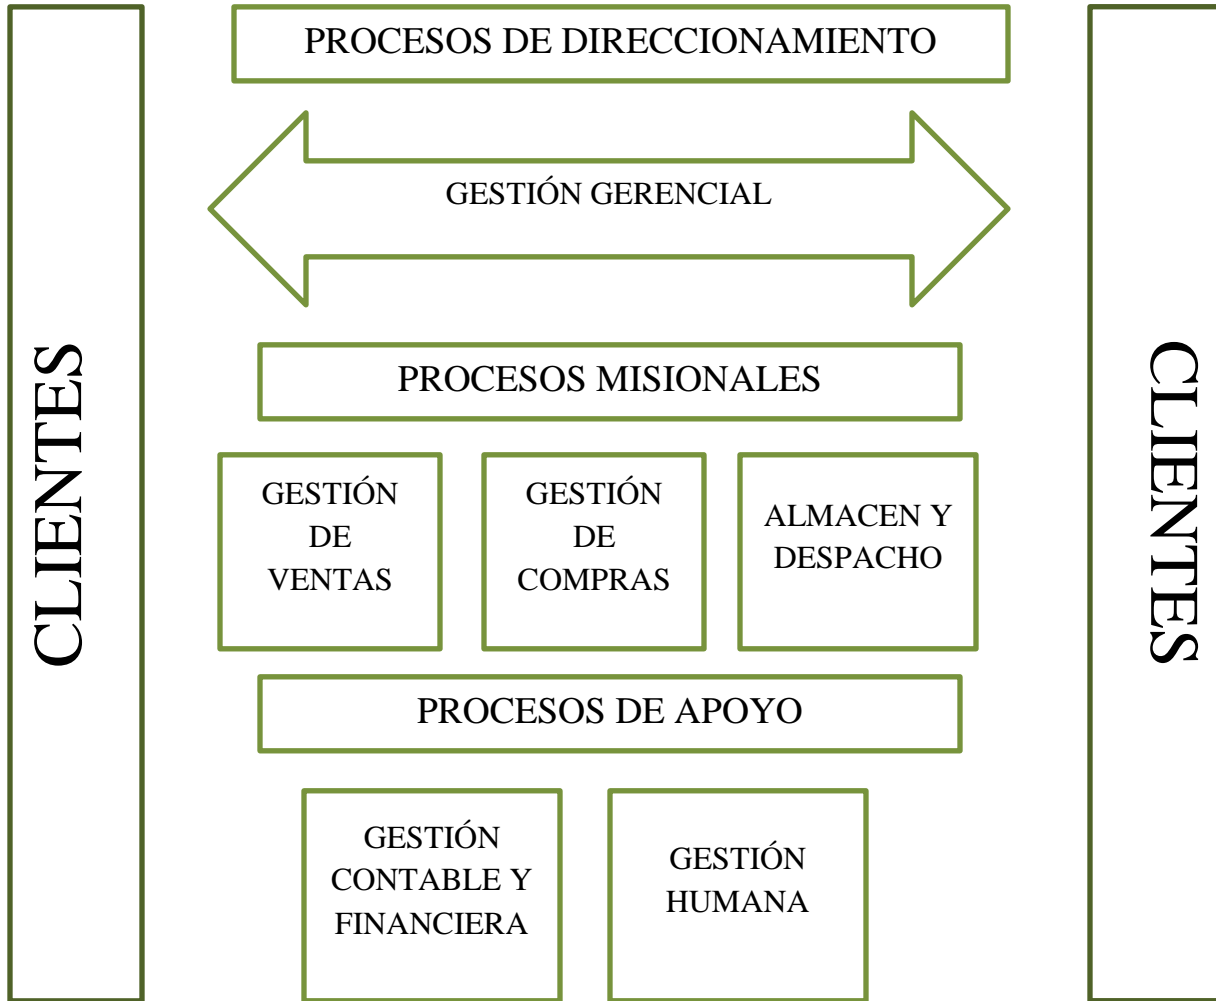 CLIENTES
PROCESOS DE DIRECCIONAMIENTO
GESTIÓN GERENCIAL
PROCESOS MISIONALES
GESTIÓN
DE
VENTAS
GESTIÓN
DE
COMPRAS
ALMACEN Y
DESPACHO
PROCESOS DE APOYO
GESTIÓN
CONTABLE Y
FINANCIERA
GESTIÓN
HUMANA
CLIENTES